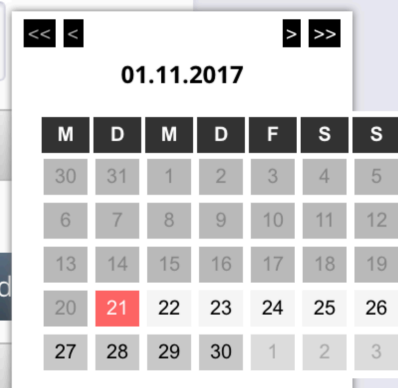 << < > >>
01.11.2017
M D M D F S S
30 31 1 2 3 4 5
6 7 8 9 10 11 12
13 14 15 16 17 18 19
20 21 22 23 24 25 26
27 28 29 30 1 2 3
d